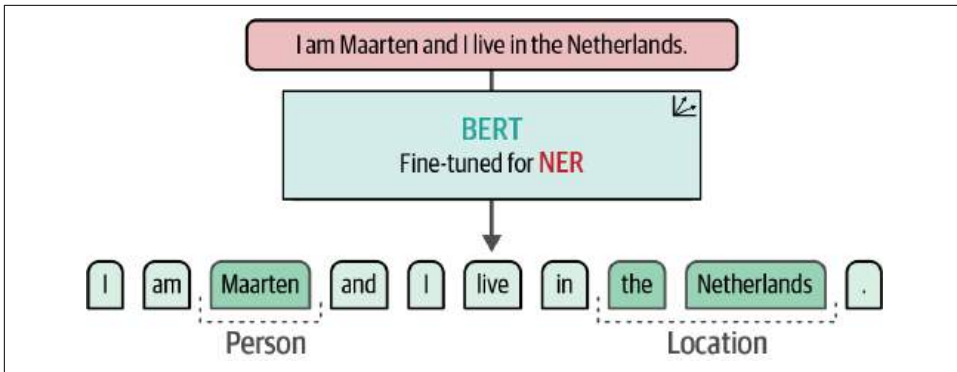 I am Maarten and I live in the Netherlands.
BERT
Fine-tuned for NER
I am Maarten and I live in the Netherlands .
Person Location